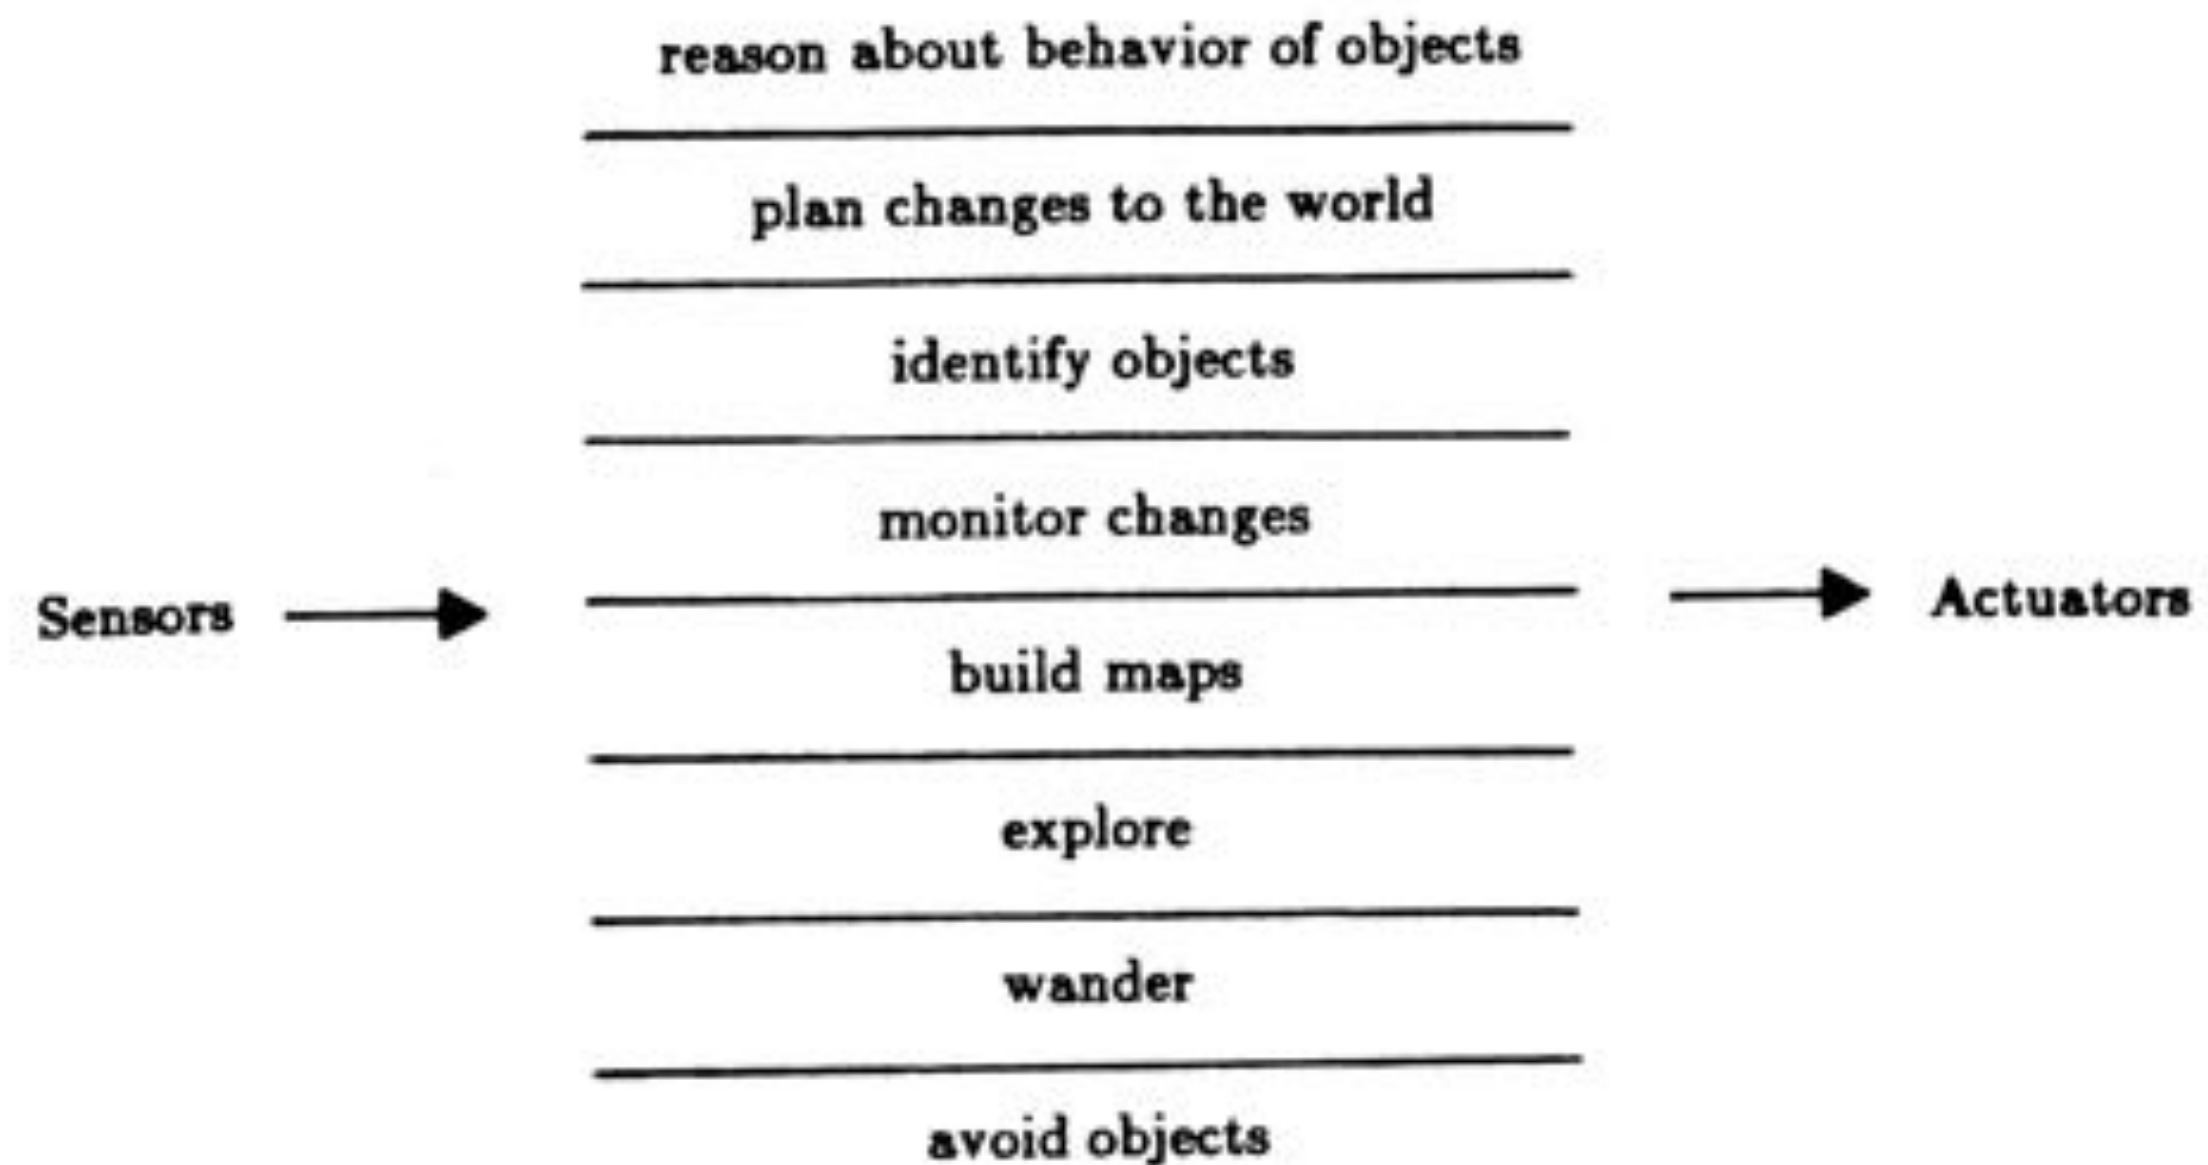 reason about behavior of objects
plan changes to the world
identify objects
monitor changes
Sensors
Actuators
build maps
explore
wander
avoid objects